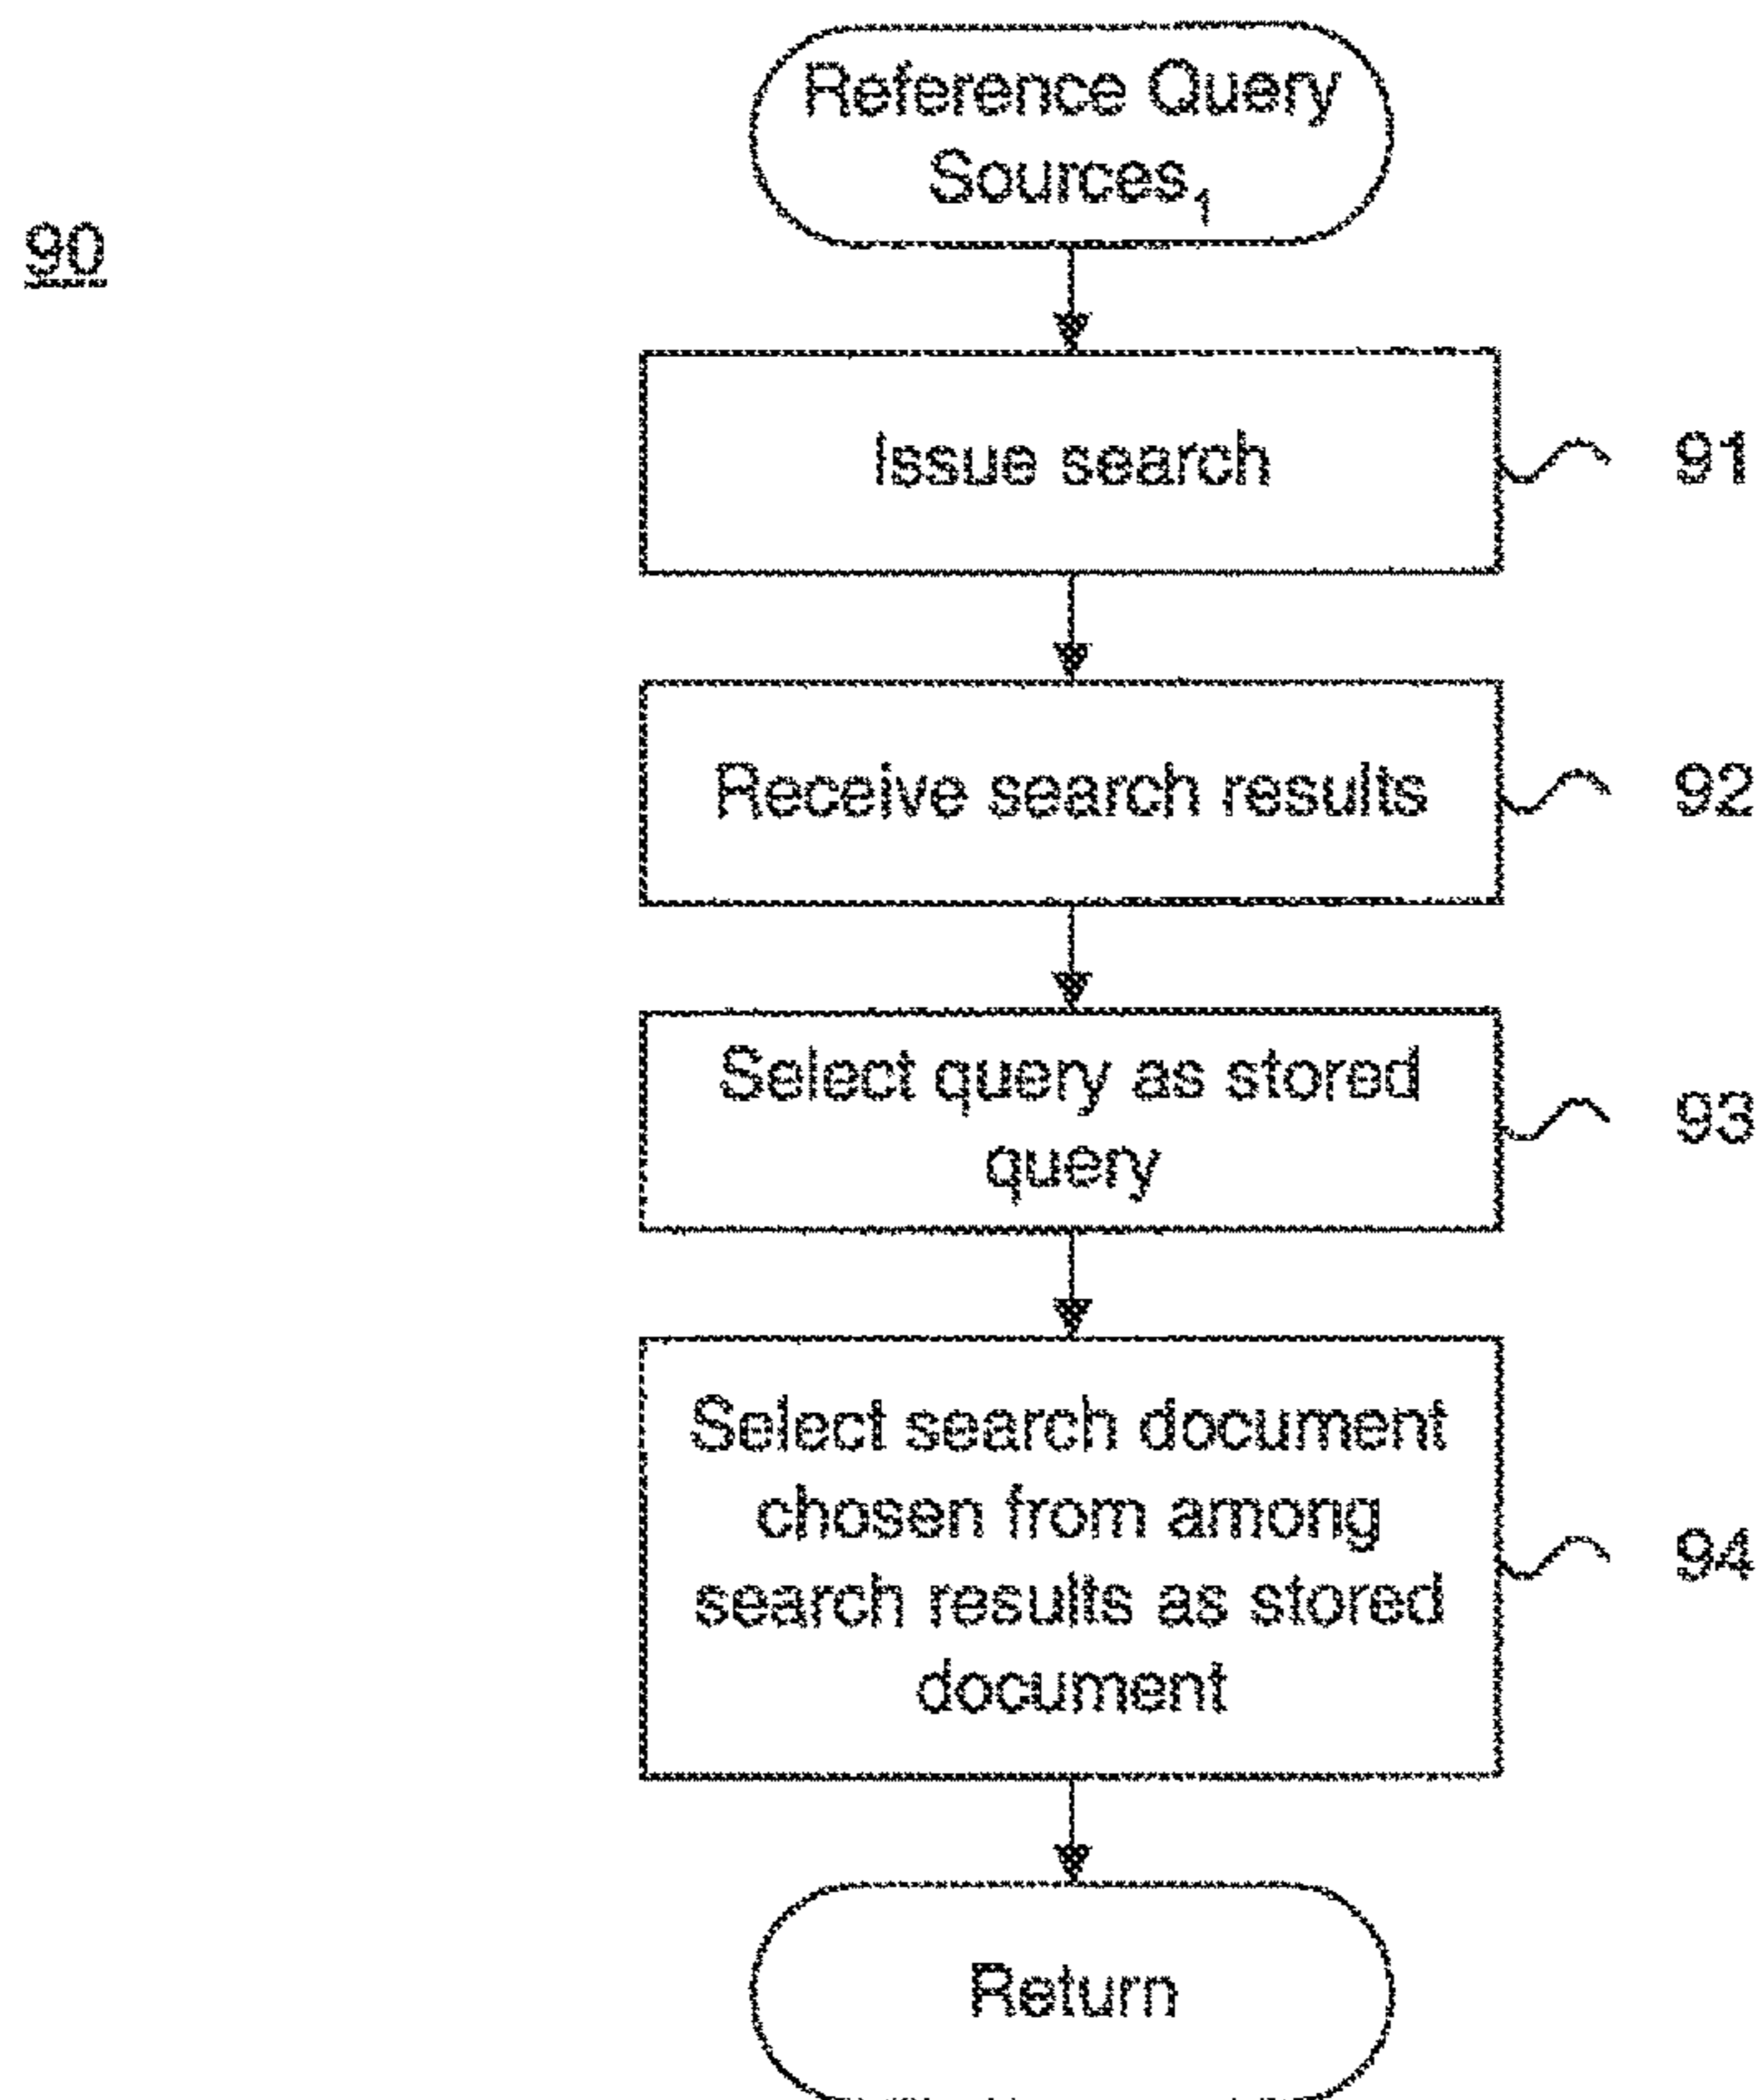 Reference Query
Sources₁
90
Issue search
91
Receive search results
92
Select query as stored
query
93
Select search document
chosen from among
search results as stored
document
94
Return